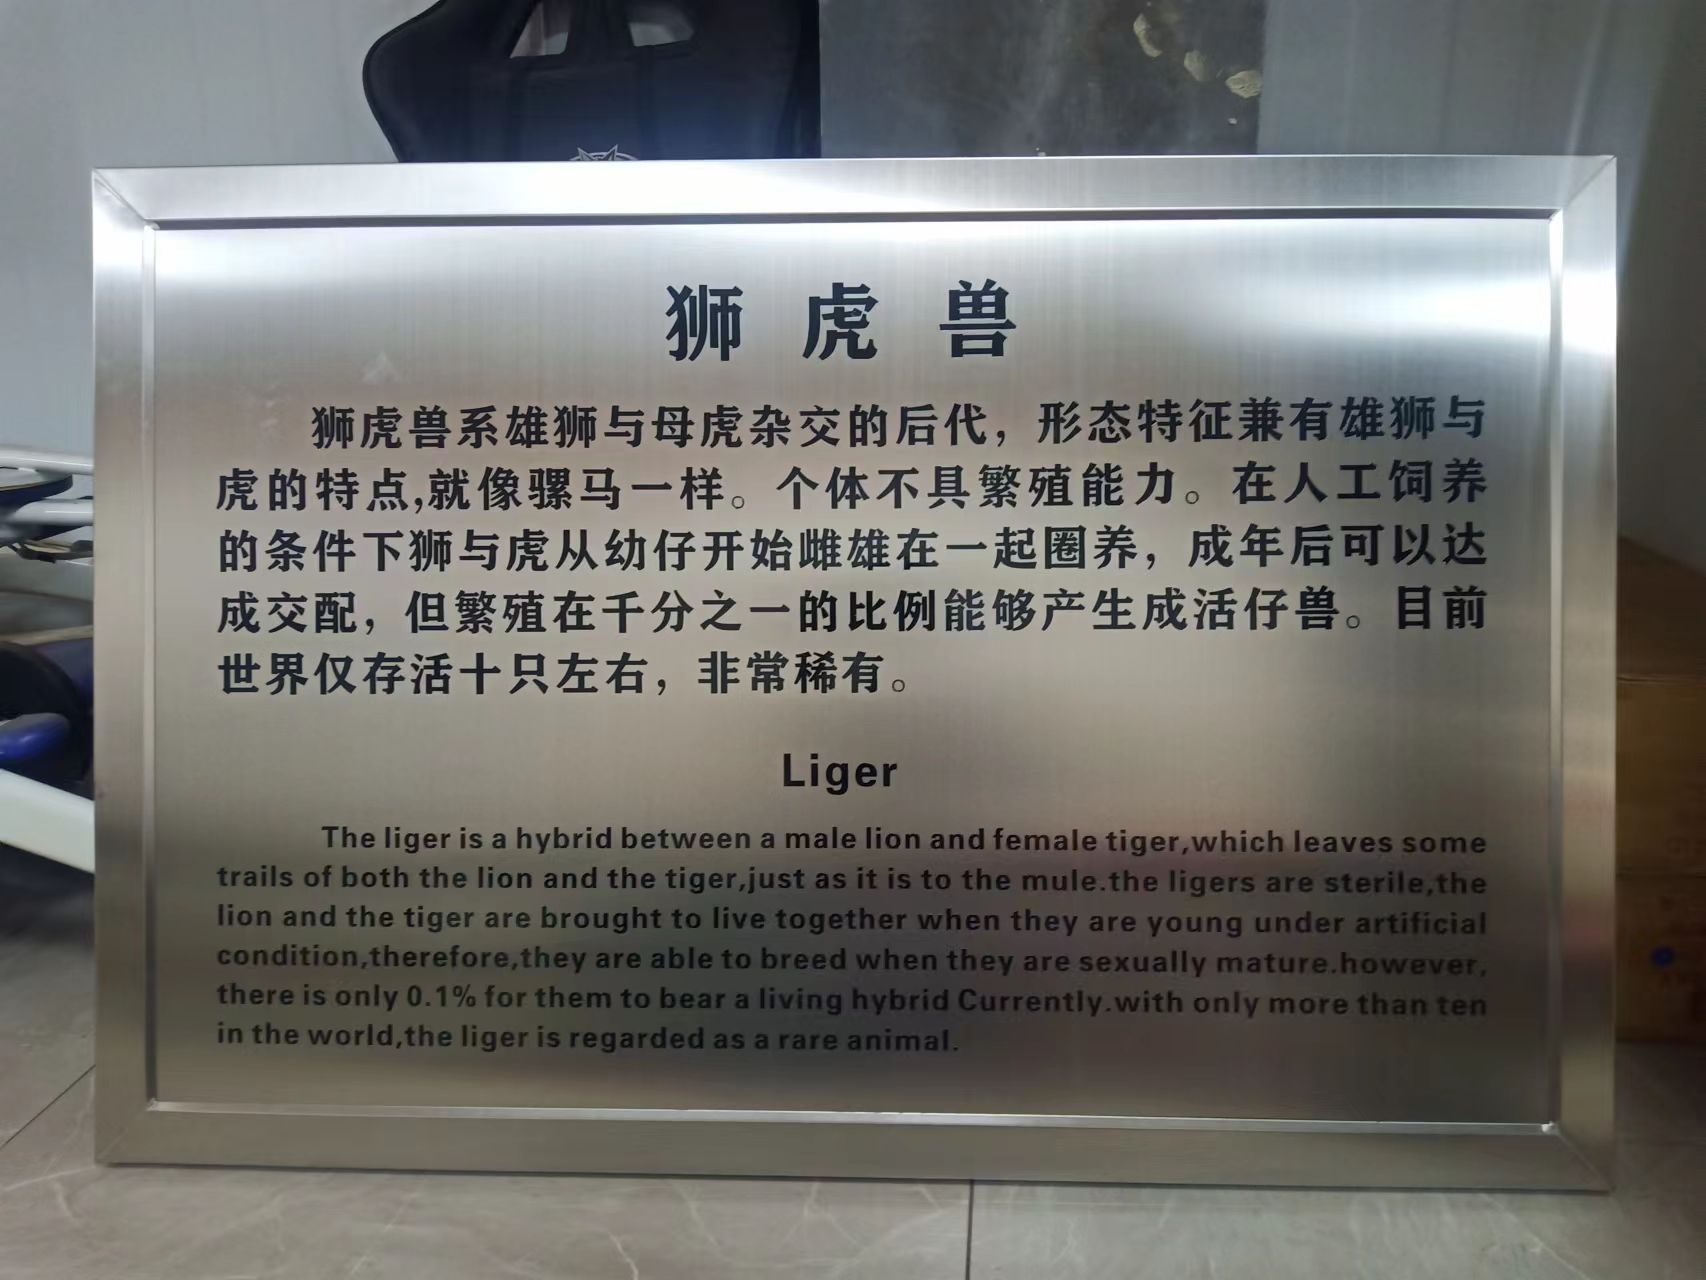 狮虎兽
狮虎兽系雄狮与母虎杂交的后代，形态特征兼有雄狮与
虎的特点,就像骡马一样。个体不具繁殖能力。在人工饲养
的条件下狮与虎从幼仔开始雌雄在一起圈养，成年后可以达
成交配，但繁殖在千分之一的比例能够产生成活仔兽。目前
世界仅存活十只左右，非常稀有。
Liger
The liger is a hybrid between a male lion and female tiger,which leaves some
trails of both the lion and the tiger,just as it is to the mule.the ligers are sterile,the
lion and the tiger are brought to live together when they are young under artificial
condition,therefore,they are able to breed when they are sexually mature.however,
there is only 0.1% for them to bear a living hybrid Currently.with only more than ten
in the world,the liger is regarded as a rare animal.